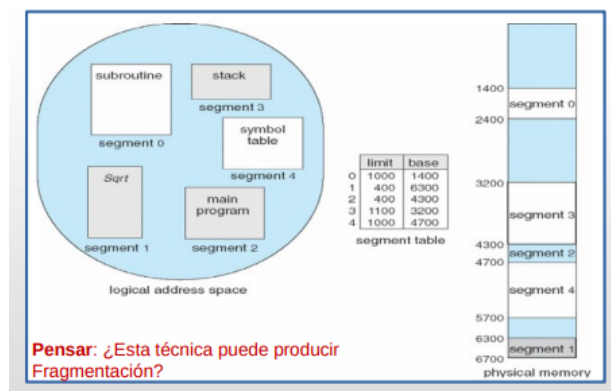 subroutine
segment 0
stack
segment 3
symbol
table
segment 4
Sqrt
segment 1
main
program
segment 2
logical address space
limit base
0 1000 1400
1 400 6300
2 400 4300
3 1100 3200
4 1000 4700
segment table
1400
segment 0
2400
3200
segment 3
4300
segment 2
4700
segment 4
5700
6300
segment 1
6700
physical memory
Pensar: ¿Esta técnica puede producir
Fragmentación?